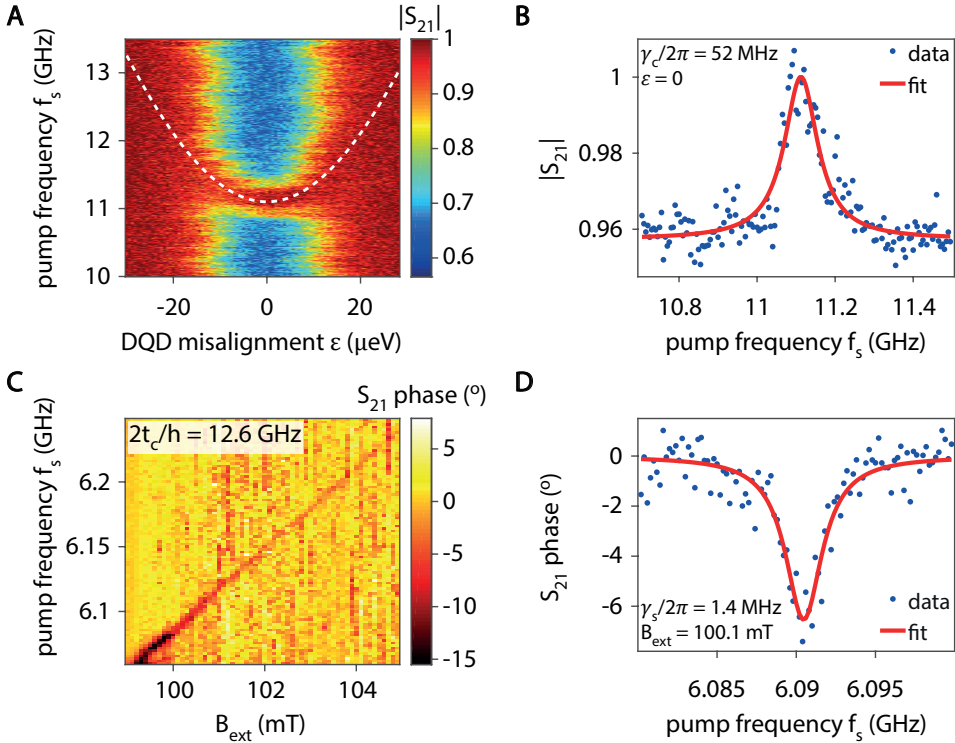 A
|S21|
pump frequency fs (GHz)
13
12
11
10
-20
0
20
DQD misalignment ε (µeV)
1
0.9
0.8
0.7
0.6
B
γc/2π = 52 MHz
ε=0
data
fit
|S21|
1
0.98
0.96
10.8
11
11.2
11.4
pump frequency fs (GHz)
C
S21 phase (º)
2tc/h = 12.6 GHz
pump frequency fs (GHz)
6.2
6.15
6.1
100
102
104
Bext (mT)
5
0
-5
-10
-15
D
S21 phase (º)
0
-2
-4
-6
γs/2π = 1.4 MHz
Bext = 100.1 mT
data
fit
6.085
6.09
6.095
pump frequency fs (GHz)